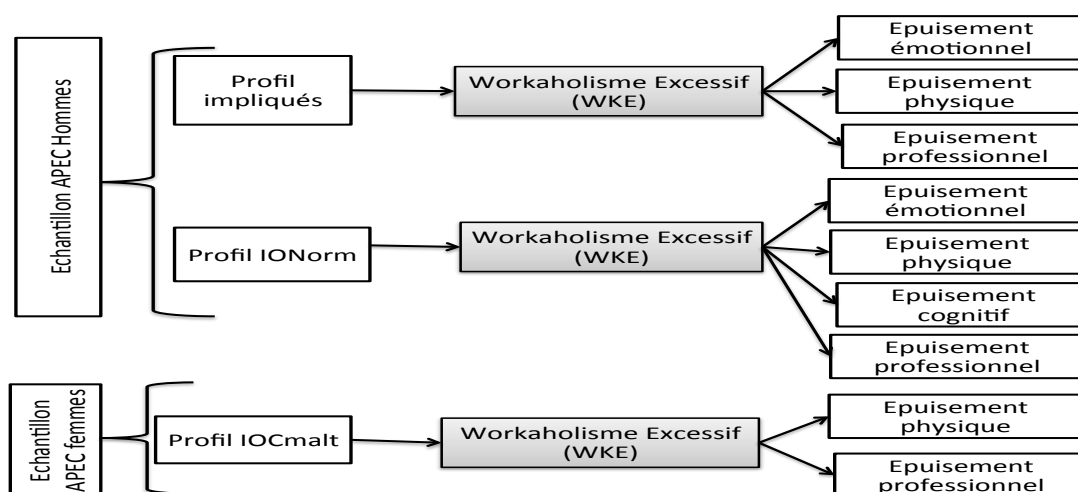 Echantillon APEC Hommes
Profil
impliqués
Workaholisme Excessif
(WKE)
Epuisement
émotionnel
Epuisement
physique
Epuisement
professionnel
Profil IONorm
Workaholisme Excessif
(WKE)
Epuisement
émotionnel
Epuisement
physique
Epuisement
cognitif
Epuisement
professionnel
Echantillon
APEC femmes
Profil IOCmalt
Workaholisme Excessif
(WKE)
Epuisement
physique
Epuisement
professionnel